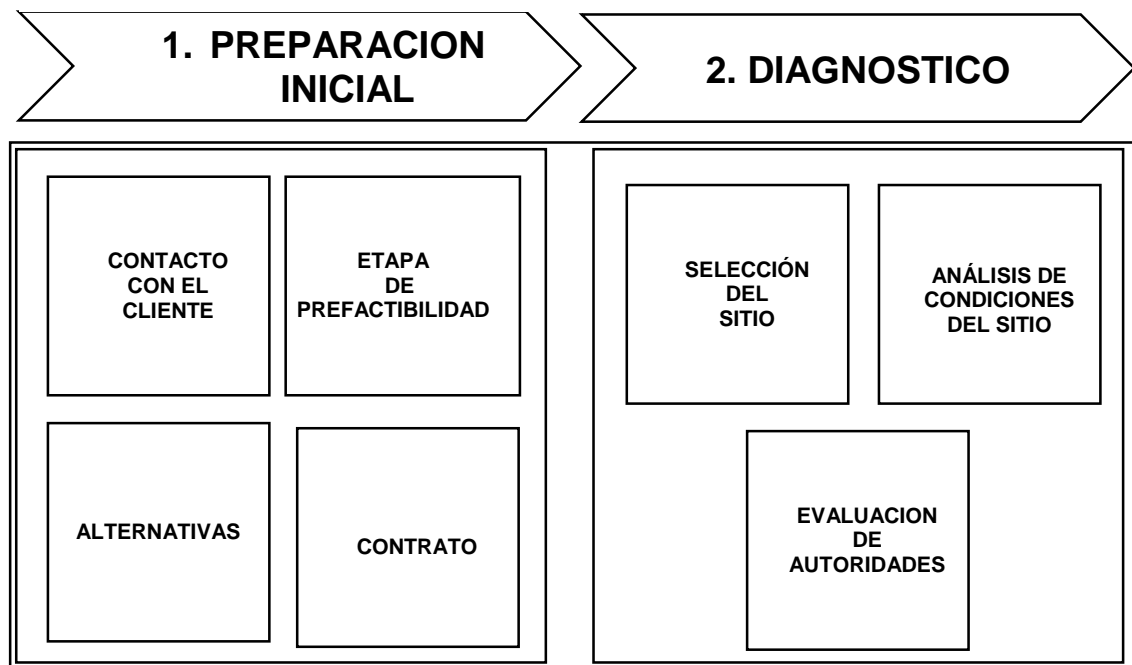 1. PREPARACION
INICIAL
2. DIAGNOSTICO
CONTACTO
CON EL
CLIENTE
ETAPA
DE
PREFACTIBILIDAD
ALTERNATIVAS
CONTRATO
SELECCIÓN
DEL
SITIO
ANÁLISIS DE
CONDICIONES
DEL SITIO
EVALUACION
DE
AUTORIDADES